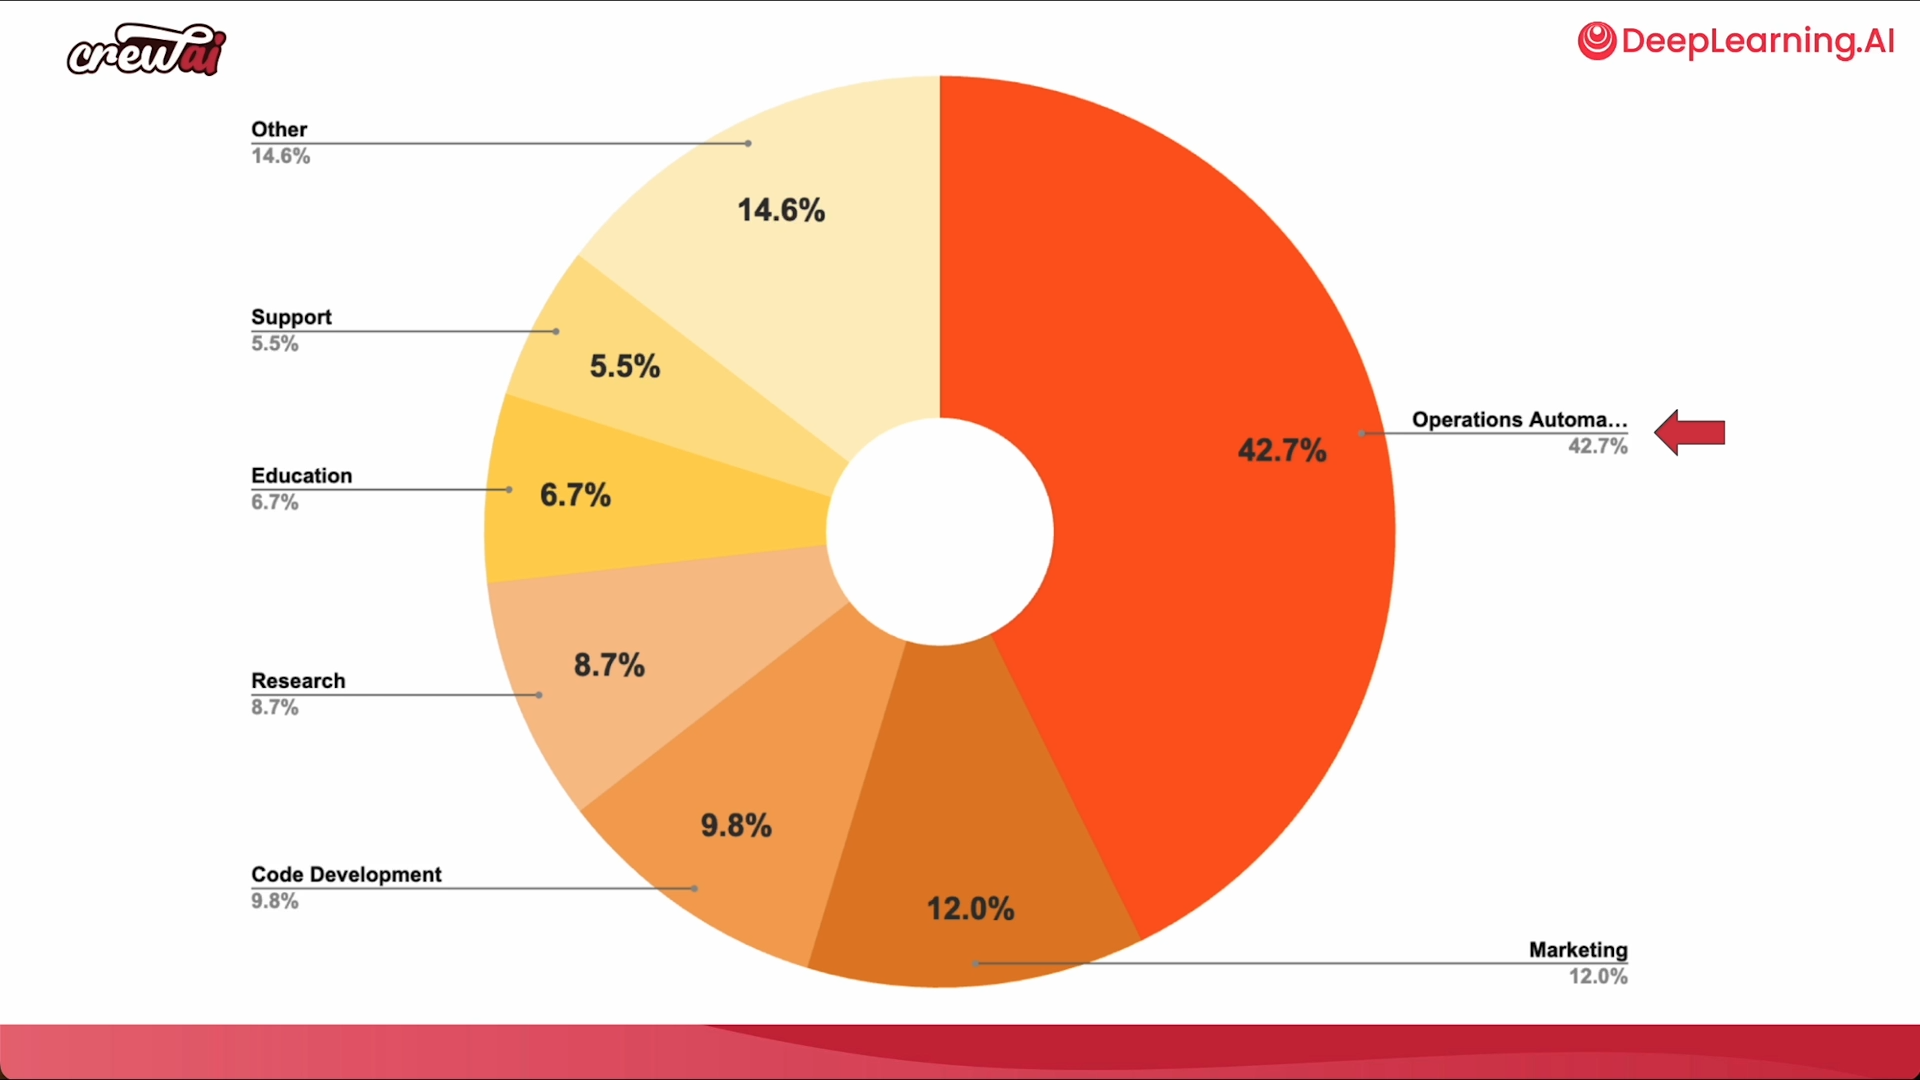 crewai
DeepLearning.AI
Other
14.6%
14.6%
Support
5.5%
5.5%
Operations Automa...
42.7%
42.7%
Education
6.7%
6.7%
Research
8.7%
8.7%
Code Development
9.8%
9.8%
12.0%
Marketing
12.0%